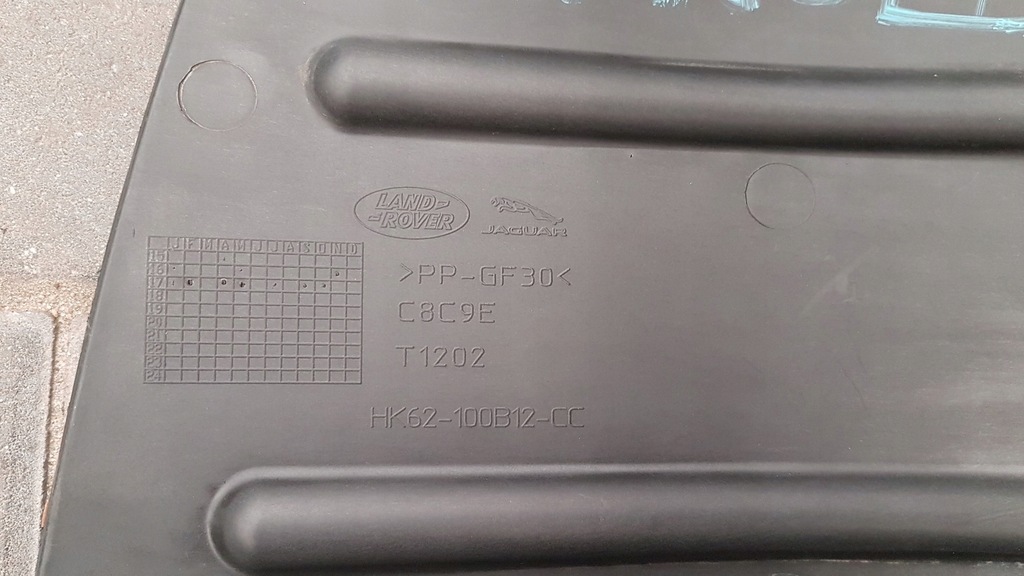 LAND-
-ROVER
JAGUAR
J F M A M J J A S O N D
15
16
17
18
19
20
21
22
23
24
>PP-GF30<
C8C9E
T1202
HK62-100B12-CC